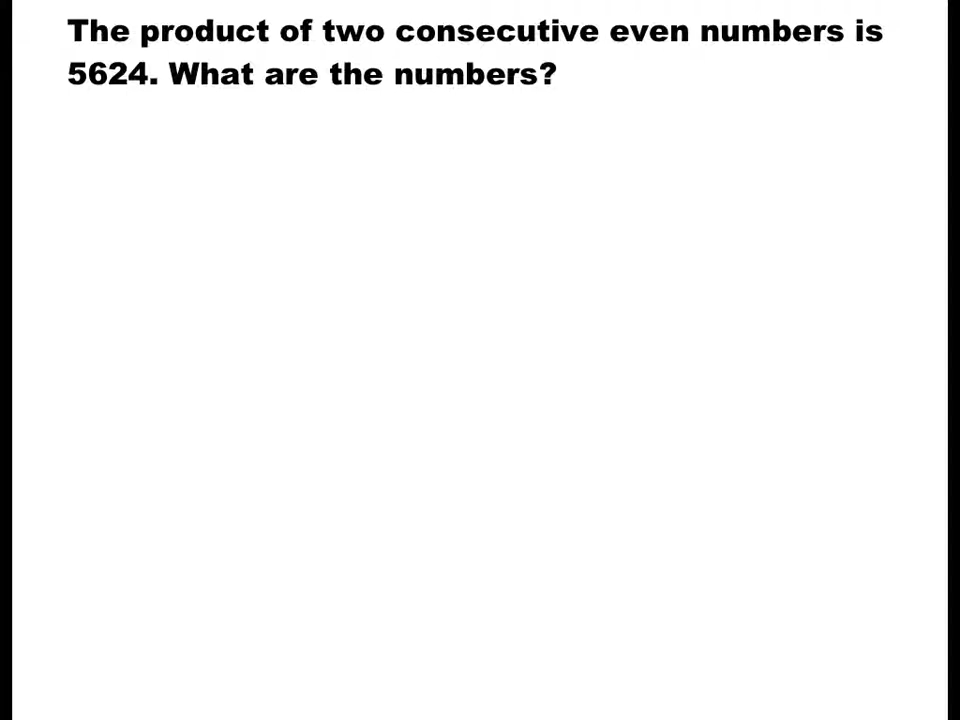 The product of two consecutive even numbers is
5624. What are the numbers?